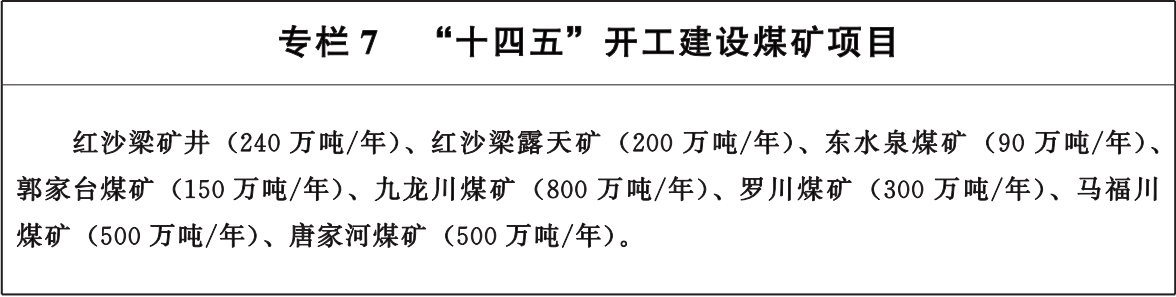 专栏 7 “十四五”开工建设煤矿项目
红沙梁矿井（240 万吨/年）、红沙梁露天矿（200 万吨/年）、东水泉煤矿（90 万吨/年）、
郭家台煤矿（150 万吨/年）、九龙川煤矿（800 万吨/年）、罗川煤矿（300 万吨/年）、马福川
煤矿（500 万吨/年）、唐家河煤矿（500 万吨/年）。